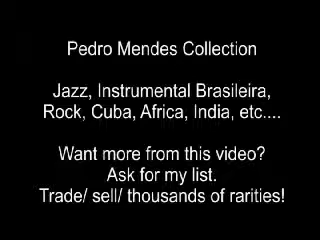 Pedro Mendes Collection
Jazz, Instrumental Brasileira,
Rock, Cuba, Africa, India, etc....
Want more from this video?
Ask for my list.
Trade/ sell/ thousands of rarities!